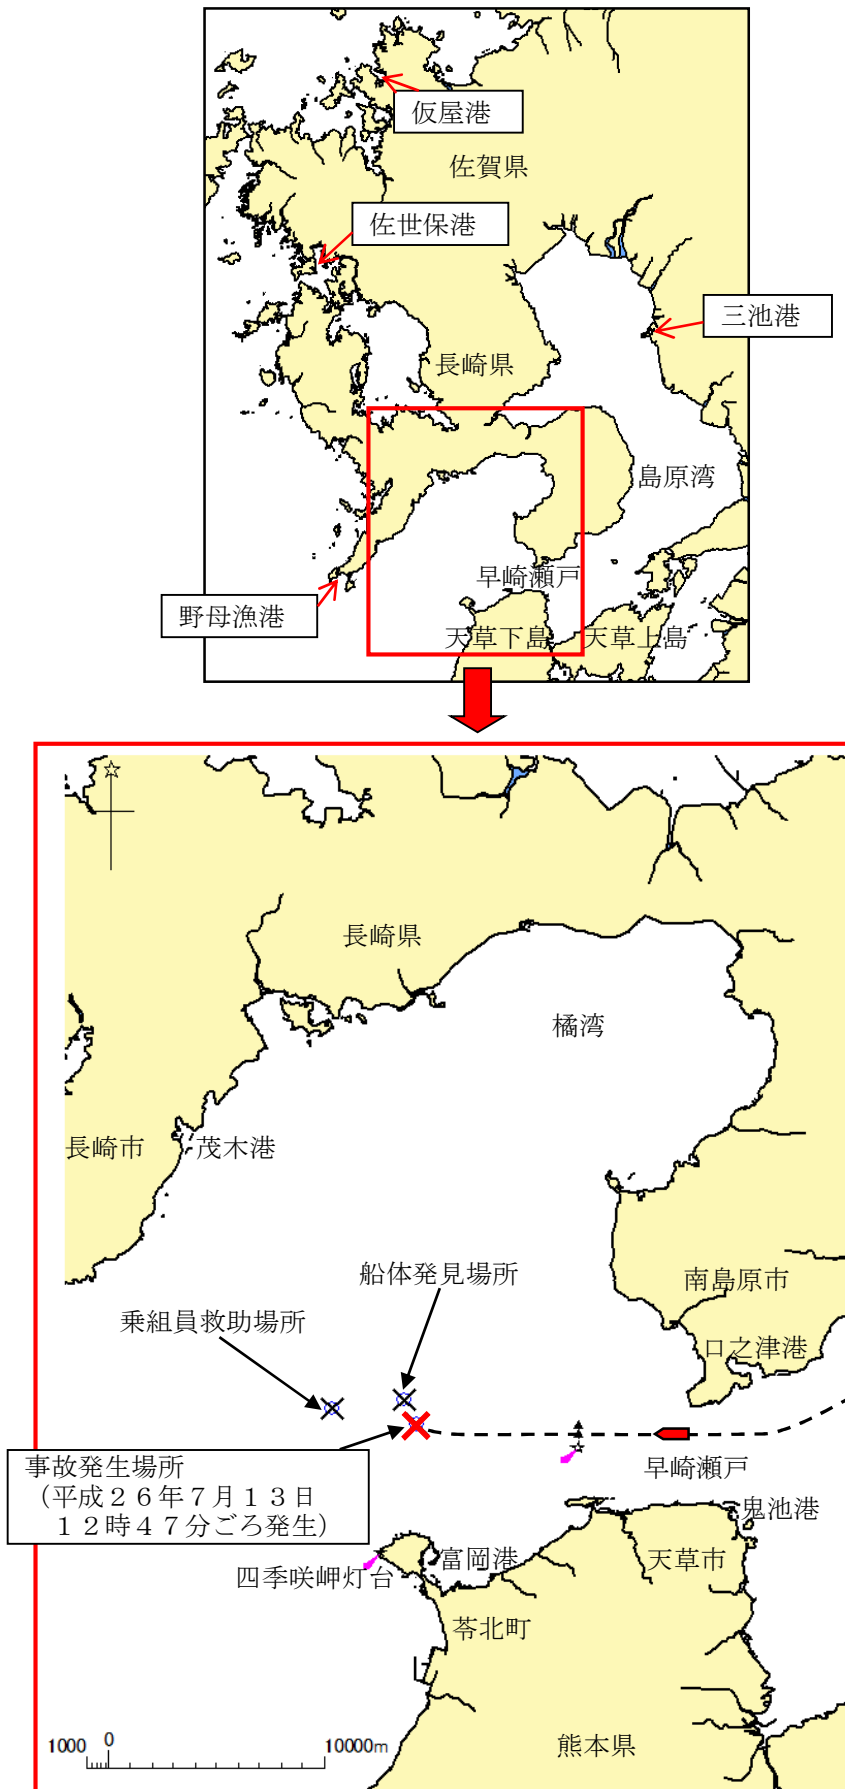 仮屋港
佐賀県
佐世保港
三池港
長崎県
島原湾
早崎瀬戸
野母漁港
天草下島
天草上島
長崎県
橘湾
長崎市
茂木港
船体発見場所
南島原市
乗組員救助場所
口之津港
事故発生場所
(平成26年7月13日
12時47分ごろ発生)
早崎瀬戸
鬼池港
四季咲岬灯台
富岡港
天草市
苓北町
熊本県
1000 0 10000m